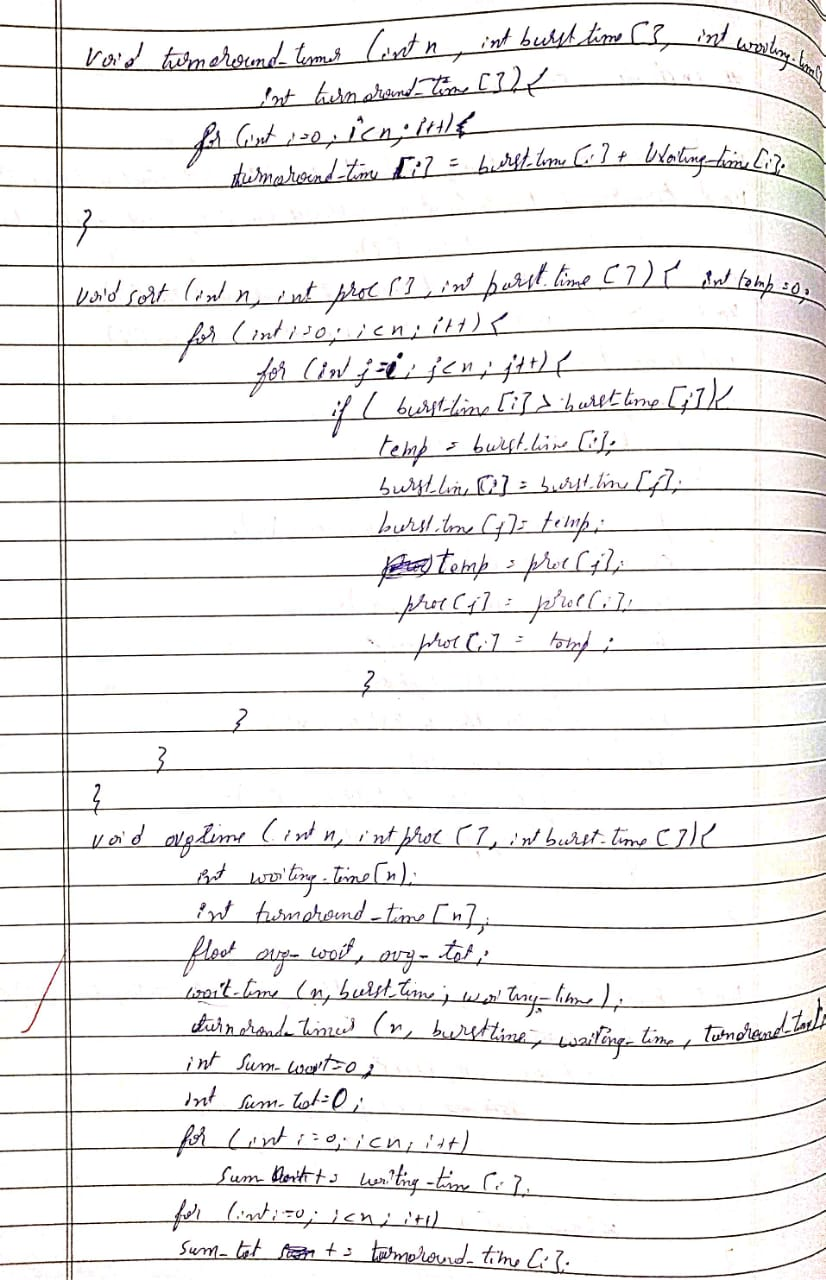 void turnaround_times (int n, int burst_time [], int waiting_time[]
int turnaround_time []) {
for (int i=0; i<n; i++) {
turnaround_time [i] = burst_time [i] + Waiting_time [i];
}
void sort (int n, int proc [], int burst_time []) { int temp=0;
for (int i=0; i<n; i++) {
for (int j=i; j<n; j++) {
if ( burst_time [i] > burst_time [j]) {
temp = burst_time [i];
burst_time [i] = burst_time [j];
burst_time [j] = temp;
temp = proc [j];
proc [j] = proc [i];
proc [i] = temp ;
}
}
}
}
void avgtime (int n, int proc [], int burst_time []) {
int waiting_time [n];
int turnaround_time [n];
float avg_wait, avg_tat;
wait_time (n, burst_time, waiting_time);
turnaround_times (n, burst time, waiting_time,
int sum_wait=0;
int sum_tat=0;
for (int i=0; i<n; i++)
sum_wait += waiting_time [i];
for (int i=0; i<n; i++)
sum_tat += turnaround_time [i];